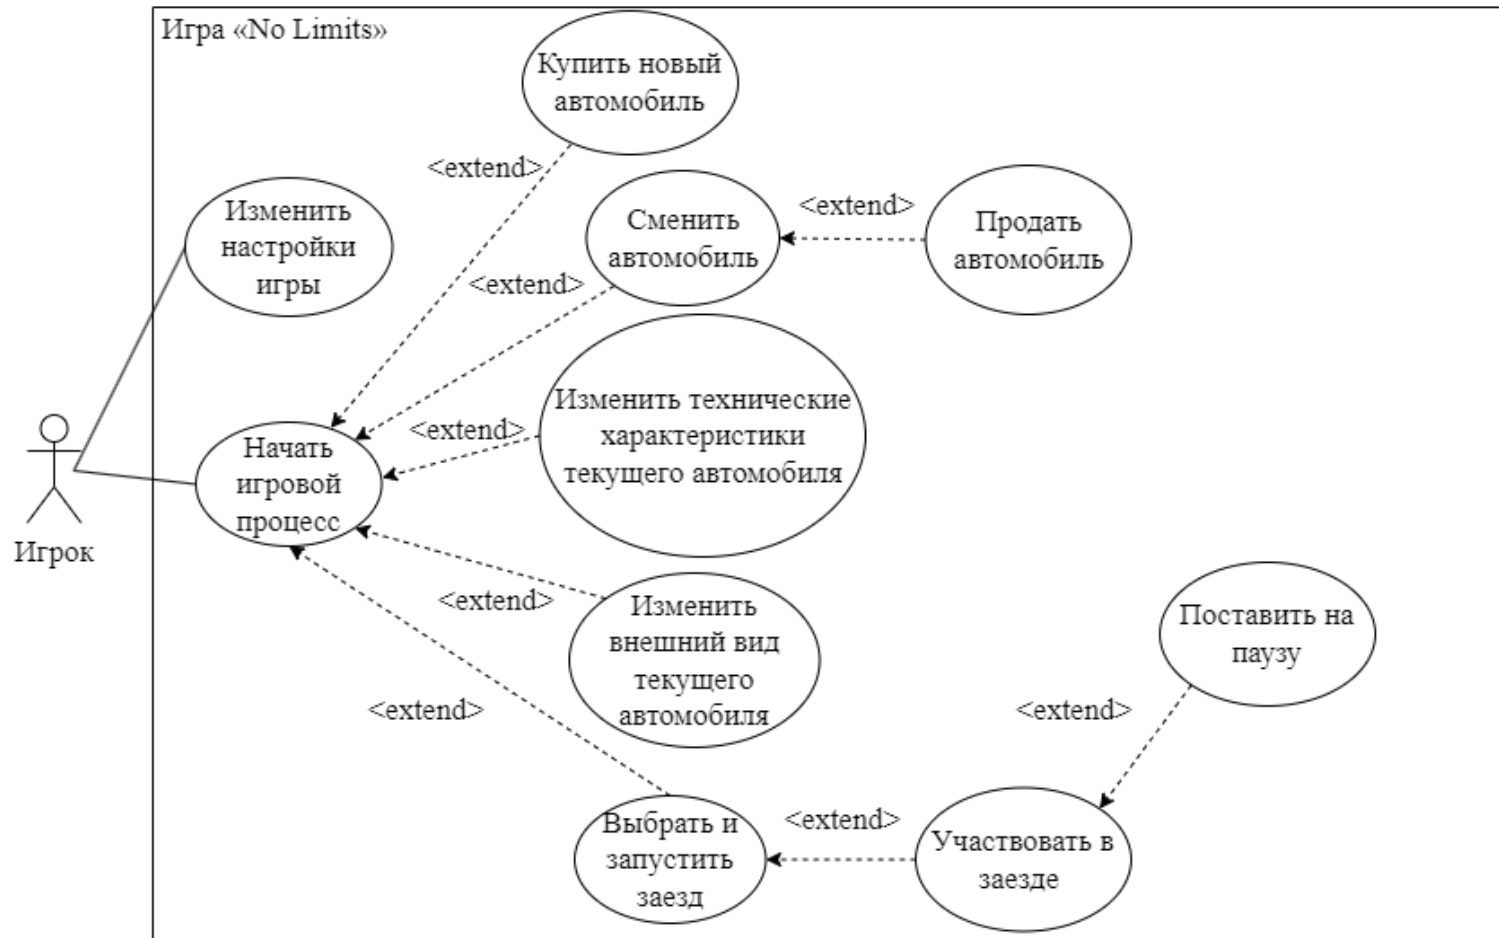 Игра «No Limits»
Купить новый
автомобиль
<extend>
Изменить
настройки
игры
Сменить
автомобиль
<extend>
Продать
автомобиль
<extend>
Изменить технические
характеристики
текущего автомобиля
<extend>
Начать
игровой
процесс
Игрок
<extend>
Изменить
внешний вид
текущего
автомобиля
Поставить на
паузу
<extend>
<extend>
Выбрать и
запустить
заезд
<extend>
Участвовать в
заезде